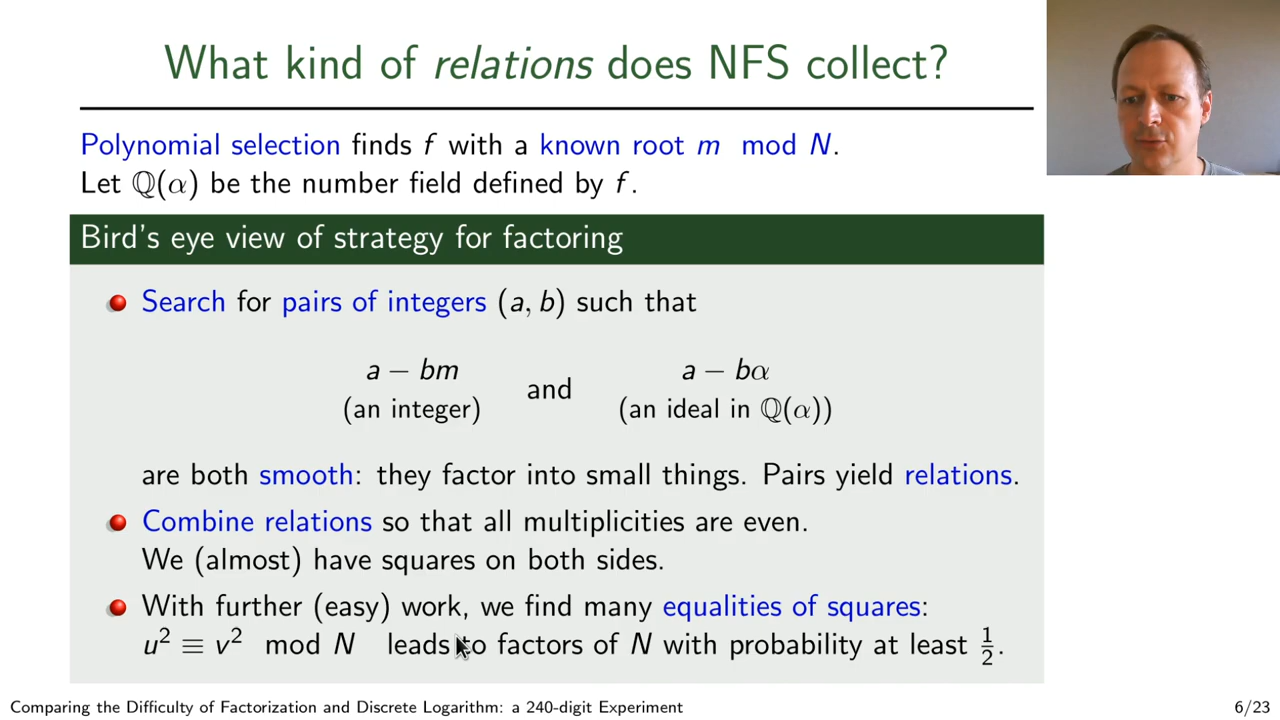 What kind of relations does NFS collect?
Polynomial selection finds f with a known root m mod N.
Let ℚ(α) be the number field defined by f.
Bird's eye view of strategy for factoring
Search for pairs of integers (a, b) such that
a − bm and a − bα
(an integer) (an ideal in ℚ(α))
are both smooth: they factor into small things. Pairs yield relations.
Combine relations so that all multiplicities are even.
We (almost) have squares on both sides.
With further (easy) work, we find many equalities of squares:
u² ≡ v² mod N leads to factors of N with probability at least ½.
Comparing the Difficulty of Factorization and Discrete Logarithm: a 240-digit Experiment 6/23